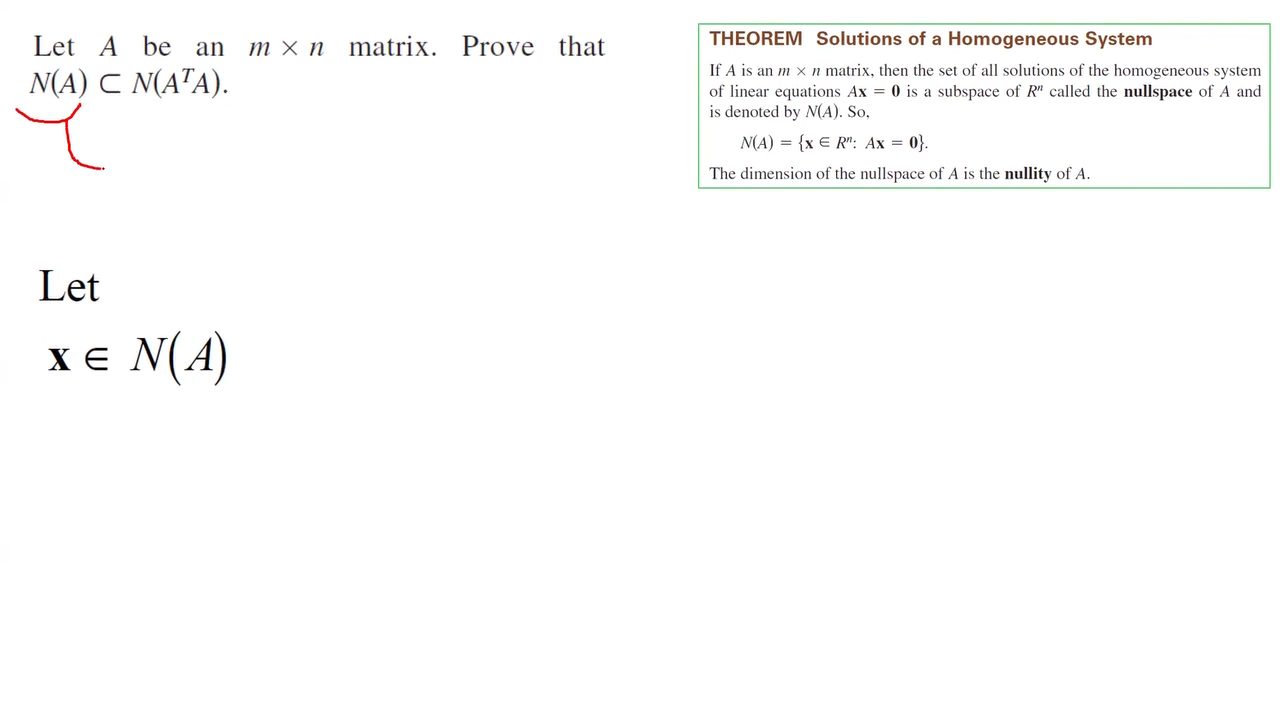 Let A be an m × n matrix. Prove that
N(A) ⊂ N(AᵀA).
THEOREM Solutions of a Homogeneous System
If A is an m × n matrix, then the set of all solutions of the homogeneous system
of linear equations Ax = 0 is a subspace of Rⁿ called the nullspace of A and
is denoted by N(A). So,
N(A) = {x ∈ Rⁿ: Ax = 0}.
The dimension of the nullspace of A is the nullity of A.
Let
x ∈ N(A)